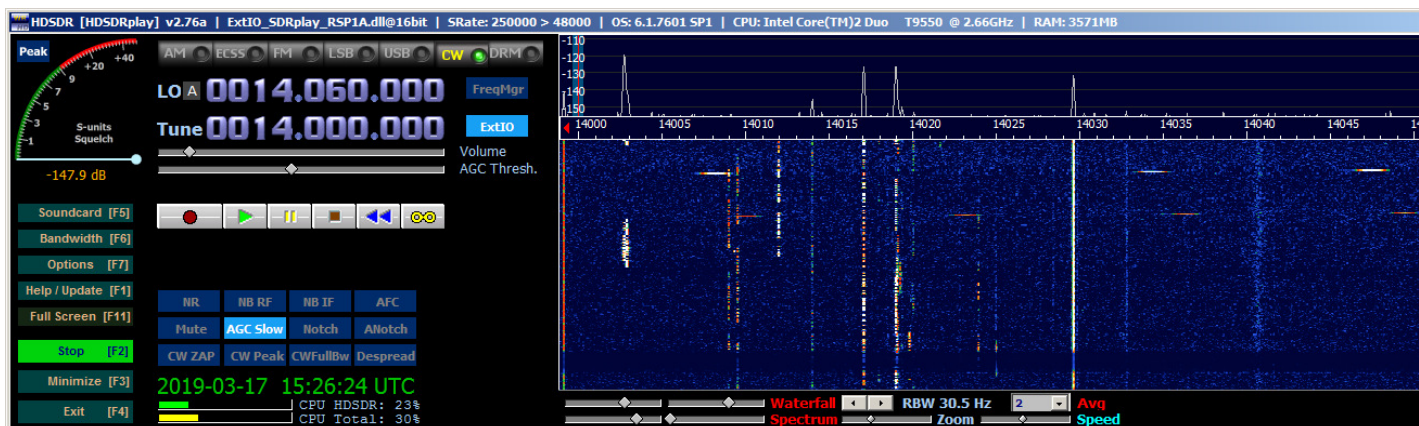 HDSDR [HDSDRplay] v2.76a | ExtIO_SDRplay_RSP1A.dll@16bit | SRate: 250000 > 48000 | OS: 6.1.7601 SP1 | CPU: Intel Core(TM)2 Duo T9550 @ 2.66GHz | RAM: 3571MB
Peak
1 3 5 7 9 +20 +40
S-units
Squelch
-147.9 dB
AM ECSS FM LSB USB CW DRM
LO A 0014.060.000 FreqMgr
Tune 0014.000.000 ExtIO
Volume
AGC Thresh.
Soundcard [F5]
Bandwidth [F6]
Options [F7]
Help / Update [F1]
Full Screen [F11]
Stop [F2]
Minimize [F3]
Exit [F4]
NR NB RF NB IF AFC
Mute AGC Slow Notch ANotch
CW ZAP CW Peak CWFullBw Despread
2019-03-17 15:26:24 UTC
CPU HDSDR: 23%
CPU Total: 30%
-110
-120
-130
-140
-150
14000 14005 14010 14015 14020 14025 14030 14035 14040 14045
Waterfall RBW 30.5 Hz 2 Avg
Spectrum Zoom Speed